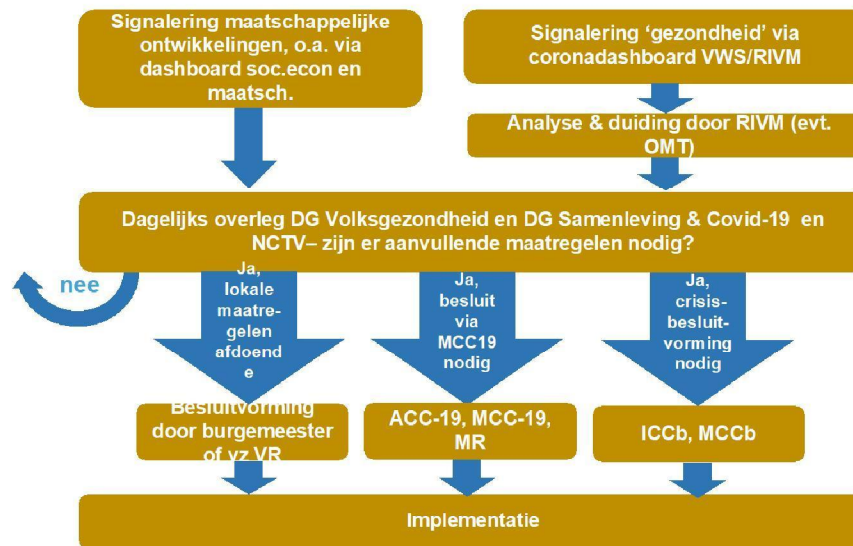 Signalering maatschappelijke
ontwikkelingen, o.a. via
dashboard soc.econ en
maatsch.
Signalering ‘gezondheid’ via
coronadashboard VWS/RIVM
Analyse & duiding door RIVM (evt.
OMT)
Dagelijks overleg DG Volksgezondheid en DG Samenleving & Covid-19 en
NCTV– zijn er aanvullende maatregelen nodig?
nee
Ja,
lokale
maatre-
gelen
afdoend
e
Ja,
besluit
via
MCC19
nodig
Ja,
crisis-
besluit-
vorming
nodig
Besluitvorming
door burgemeester
of vz VR
ACC-19, MCC-19,
MR
ICCb, MCCb
Implementatie